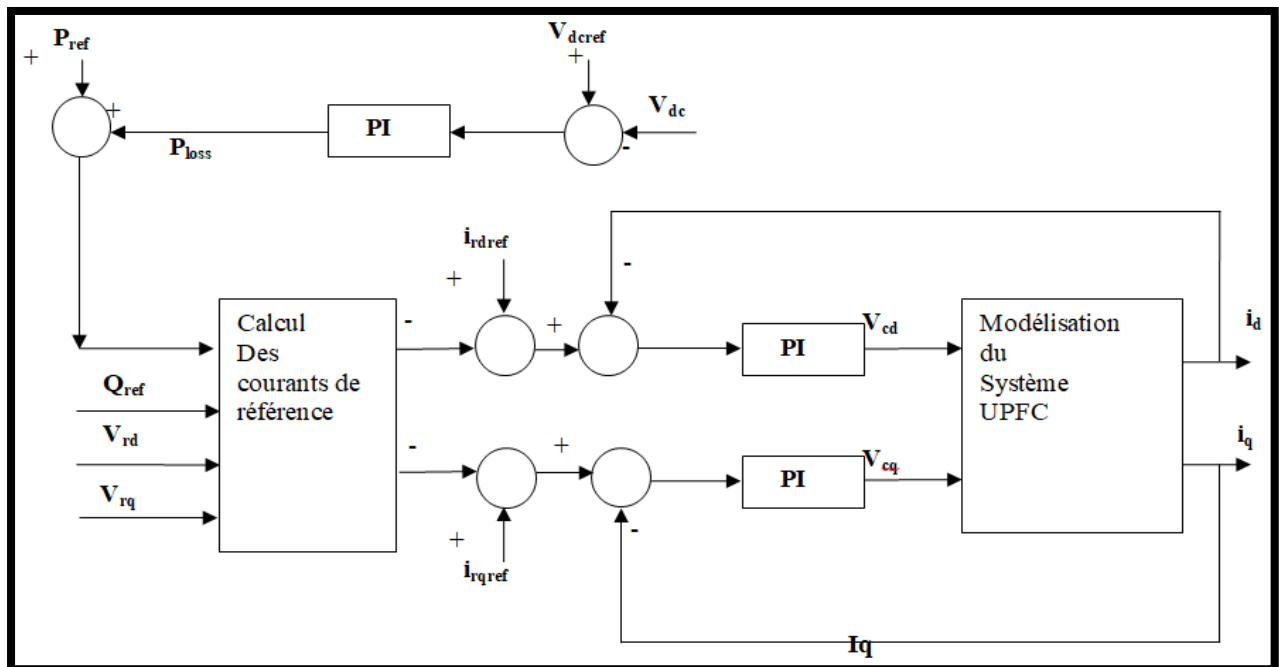 Pref
Vdcref
+
+
Vdc
+
PI
-
Ploss
irdref
+
-
-
+
Calcul
Des
courants de
référence
Vcd
PI
Modélisation
du
Système
UPFC
id
Qref
Vrd
Vrq
-
+
Vcq
PI
iq
+
-
irqref
Iq